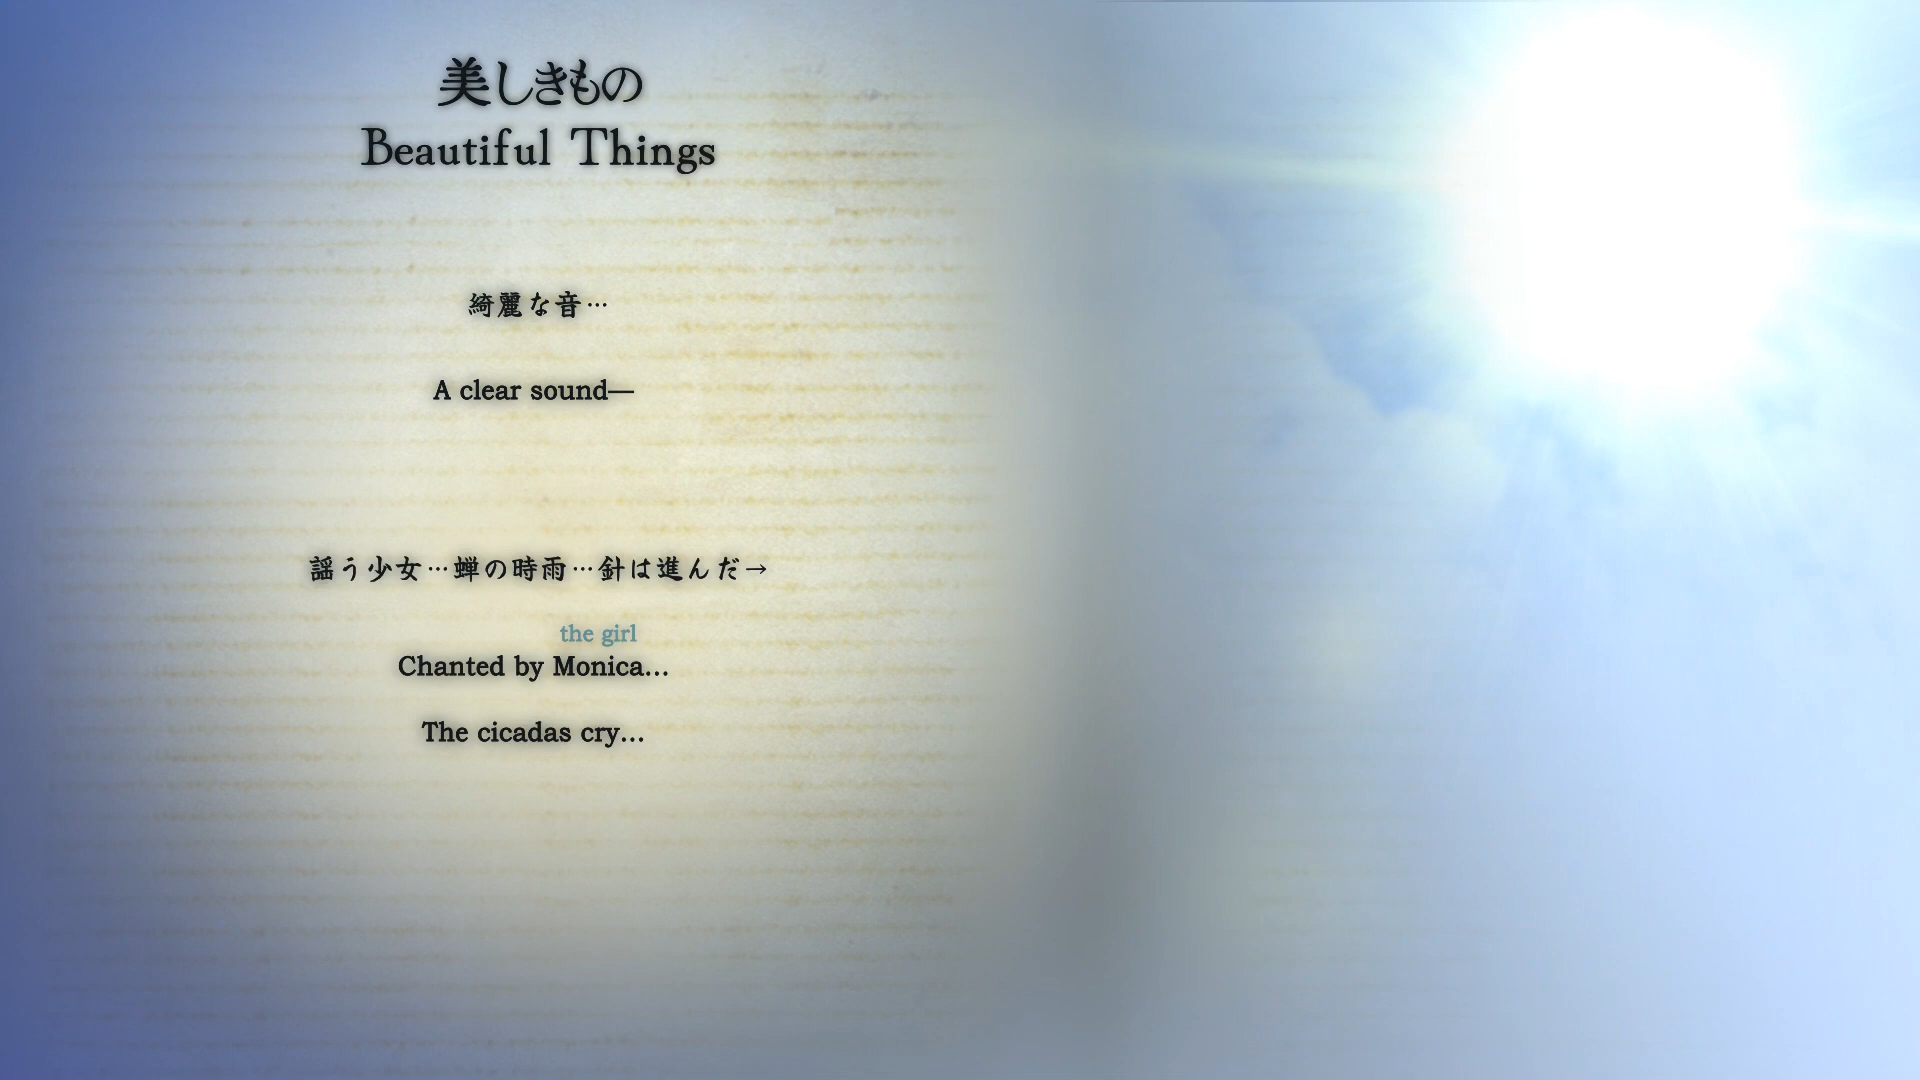 美しきもの
Beautiful Things
綺麗な音…
A clear sound—
謡う少女…蝉の時雨…針は進んだ→
the girl
Chanted by Monica...
The cicadas cry...